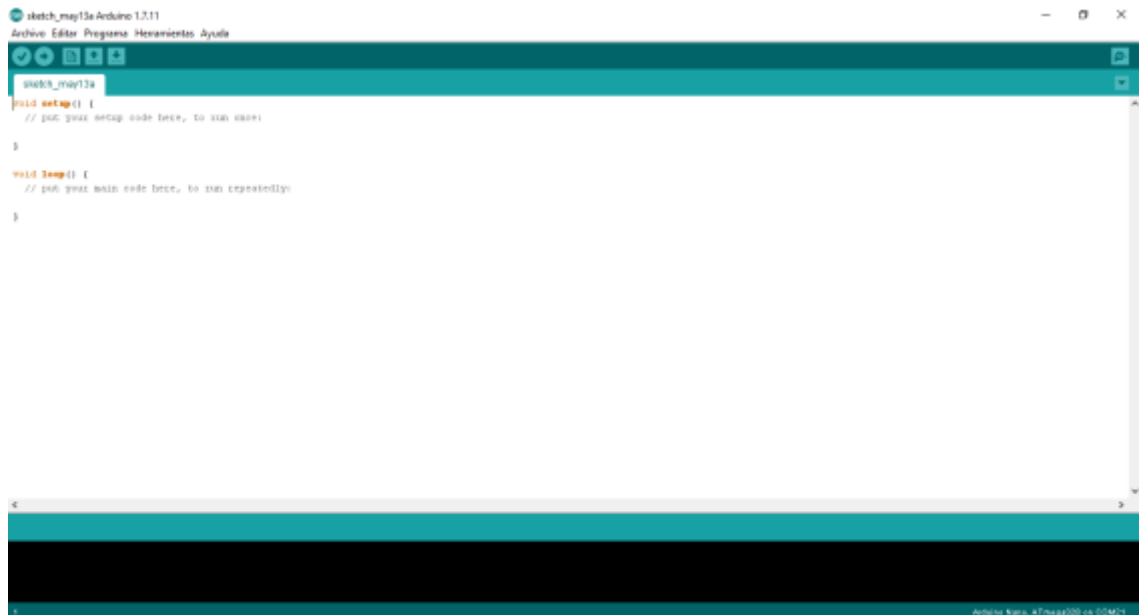 sketch_may13a Arduino 1.7.11
Archivo Editar Programa Herramientas Ayuda
sketch_may13a
void setup() {
// put your setup code here, to run once:
}
void loop() {
// put your main code here, to run repeatedly:
}
1
Arduino Nano, ATmega328 on COM21